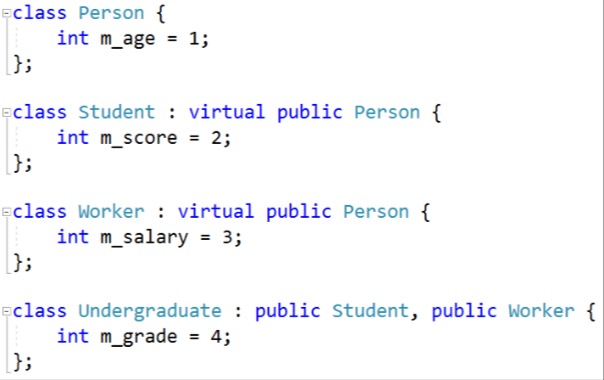 class Person {
    int m_age = 1;
};
class Student : virtual public Person {
    int m_score = 2;
};
class Worker : virtual public Person {
    int m_salary = 3;
};
class Undergraduate : public Student, public Worker {
    int m_grade = 4;
};